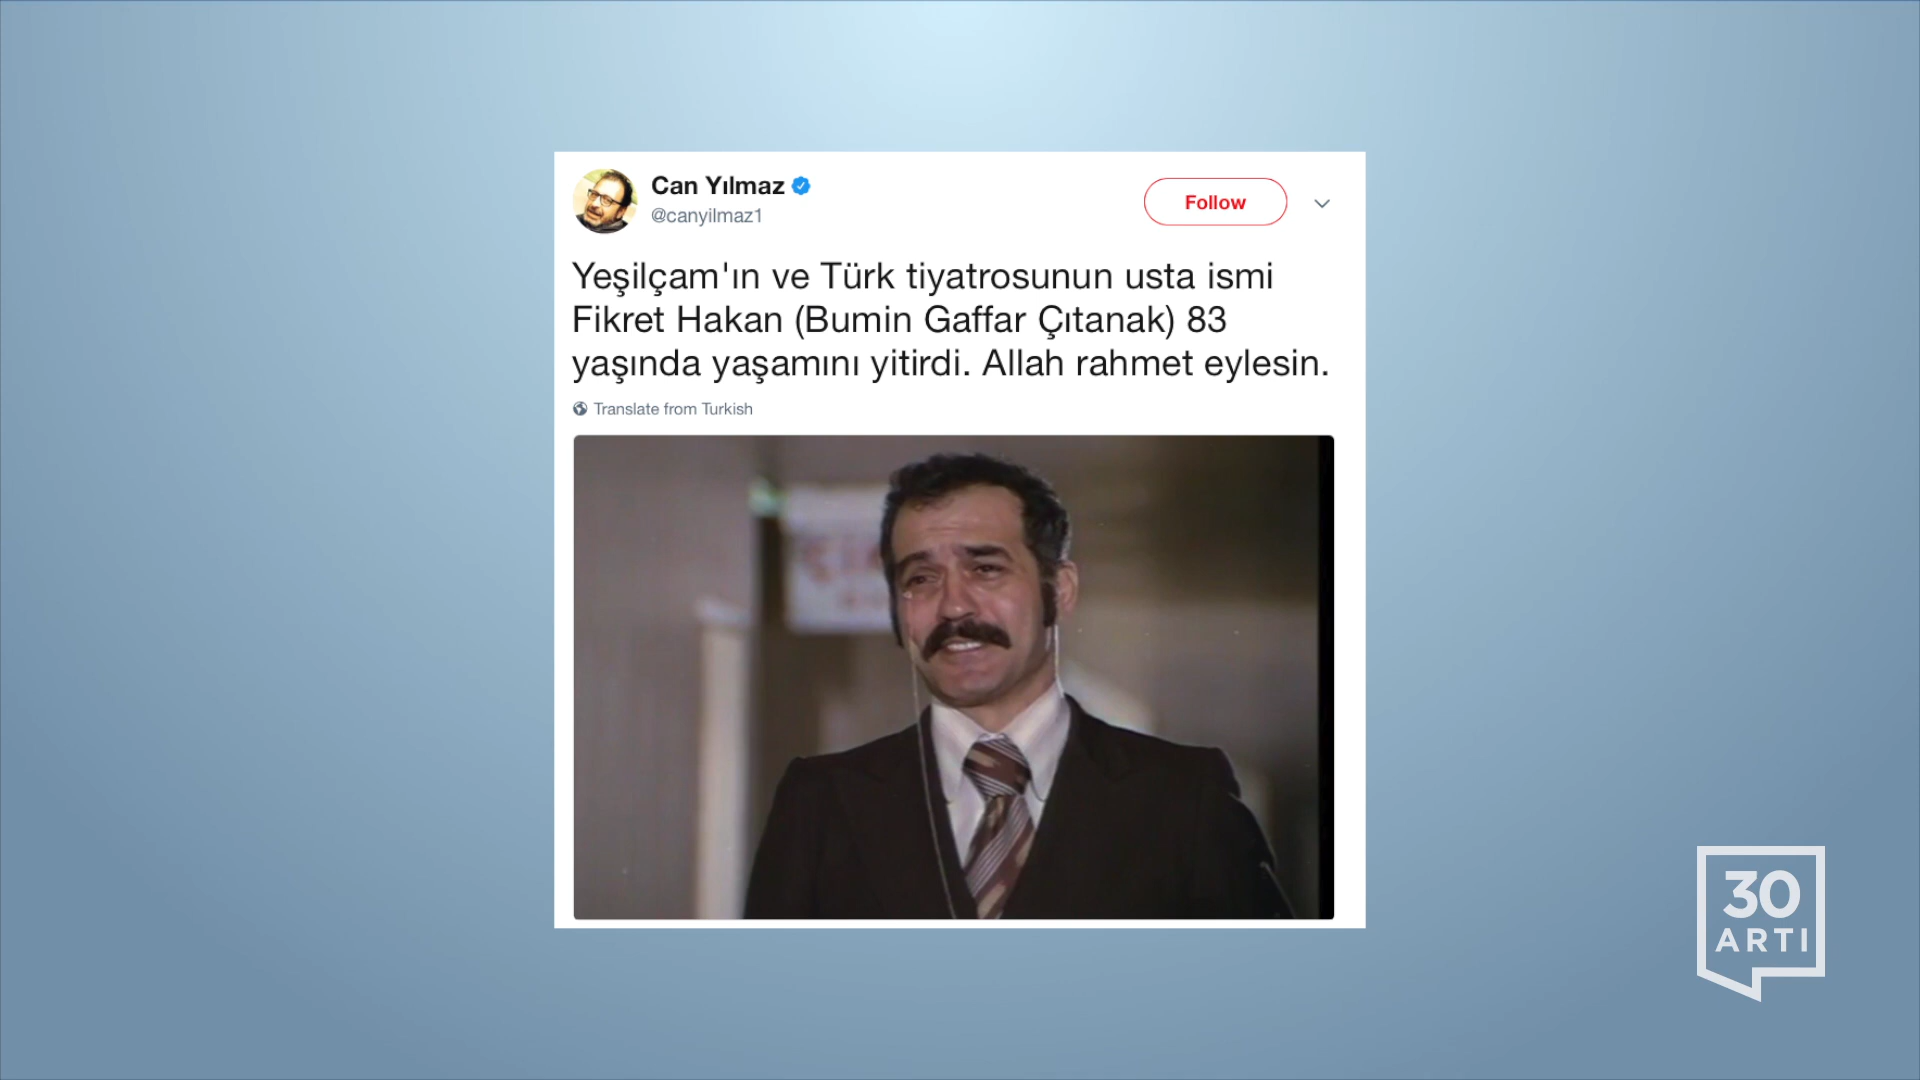 Can Yılmaz
@canyilmaz1
Follow
Yeşilçam'ın ve Türk tiyatrosunun usta ismi
Fikret Hakan (Bumin Gaffar Çıtanak) 83
yaşında yaşamını yitirdi. Allah rahmet eylesin.
Translate from Turkish
30
ARTI